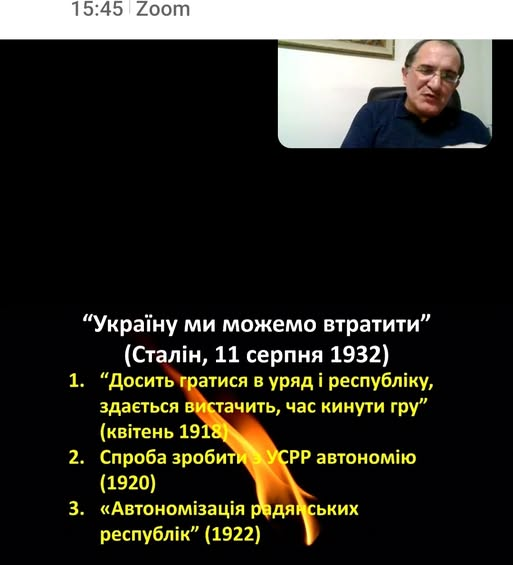 15:45 Zoom
“Україну ми можемо втратити”
(Сталін, 11 серпня 1932)
1. “Досить гратися в уряд і республіку,
здається вистачить, час кинути гру”
(квітень 1918)
2. Спроба зробити з УСРР автономію
(1920)
3. «Автономізація радянських
республік” (1922)